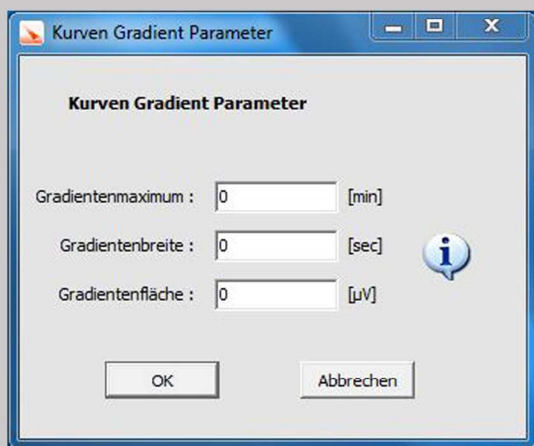 Kurven Gradient Parameter
Kurven Gradient Parameter
Gradientenmaximum : 0 [min]
Gradientenbreite : 0 [sec]
Gradientenfläche : 0 [µV]
OK Abbrechen